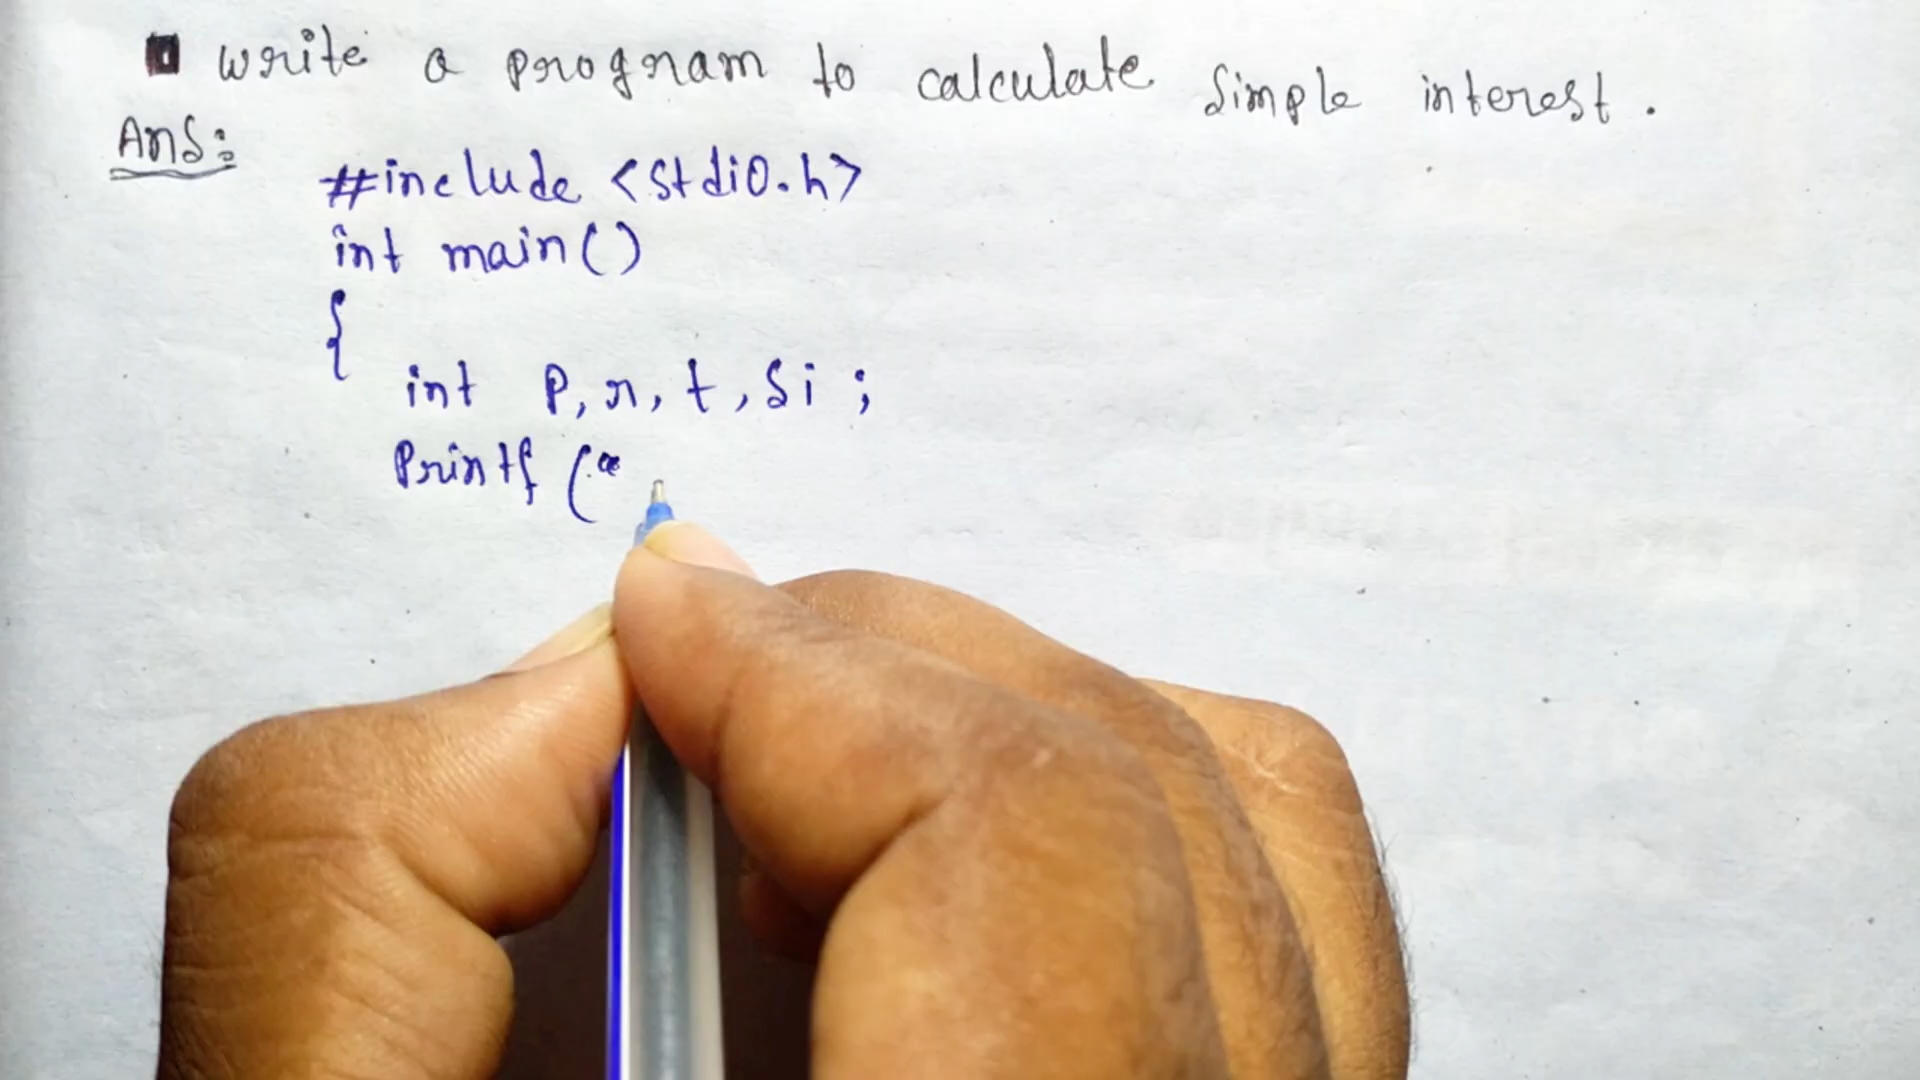 write a program to calculate simple interest.
Ans:
#include <stdio.h>
int main()
{
int p, r, t, si ;
Printf ("